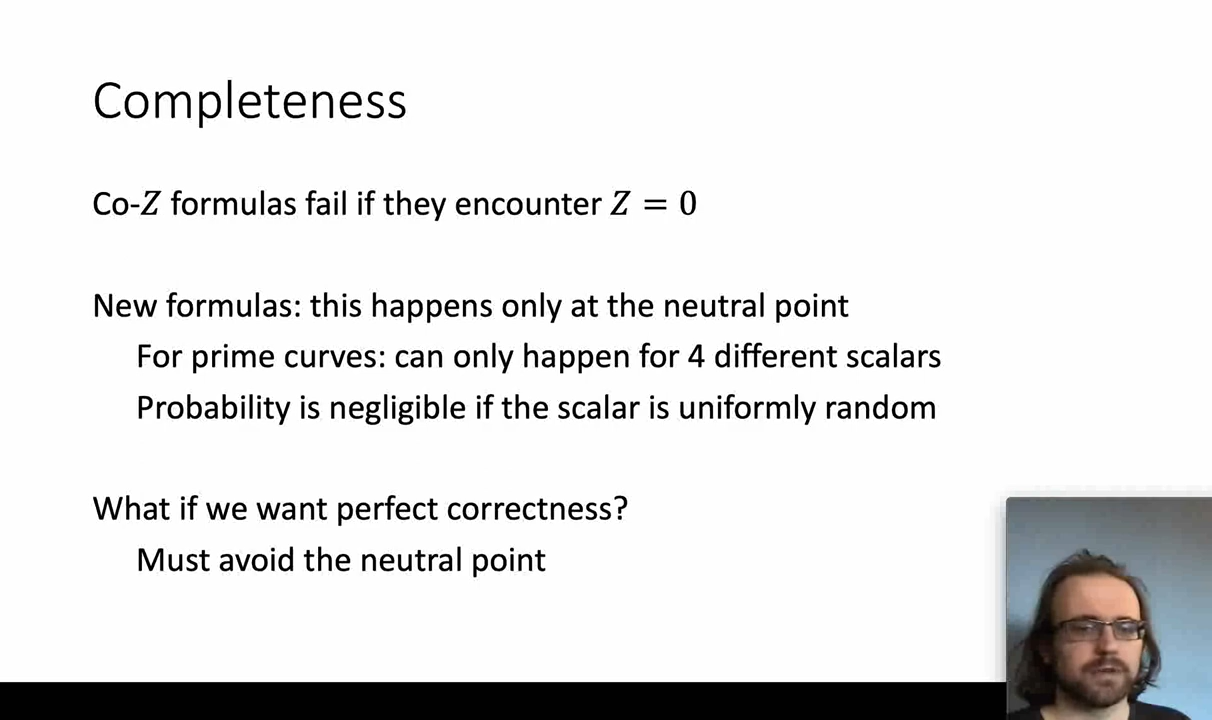 Completeness
Co-Z formulas fail if they encounter Z = 0
New formulas: this happens only at the neutral point
For prime curves: can only happen for 4 different scalars
Probability is negligible if the scalar is uniformly random
What if we want perfect correctness?
Must avoid the neutral point